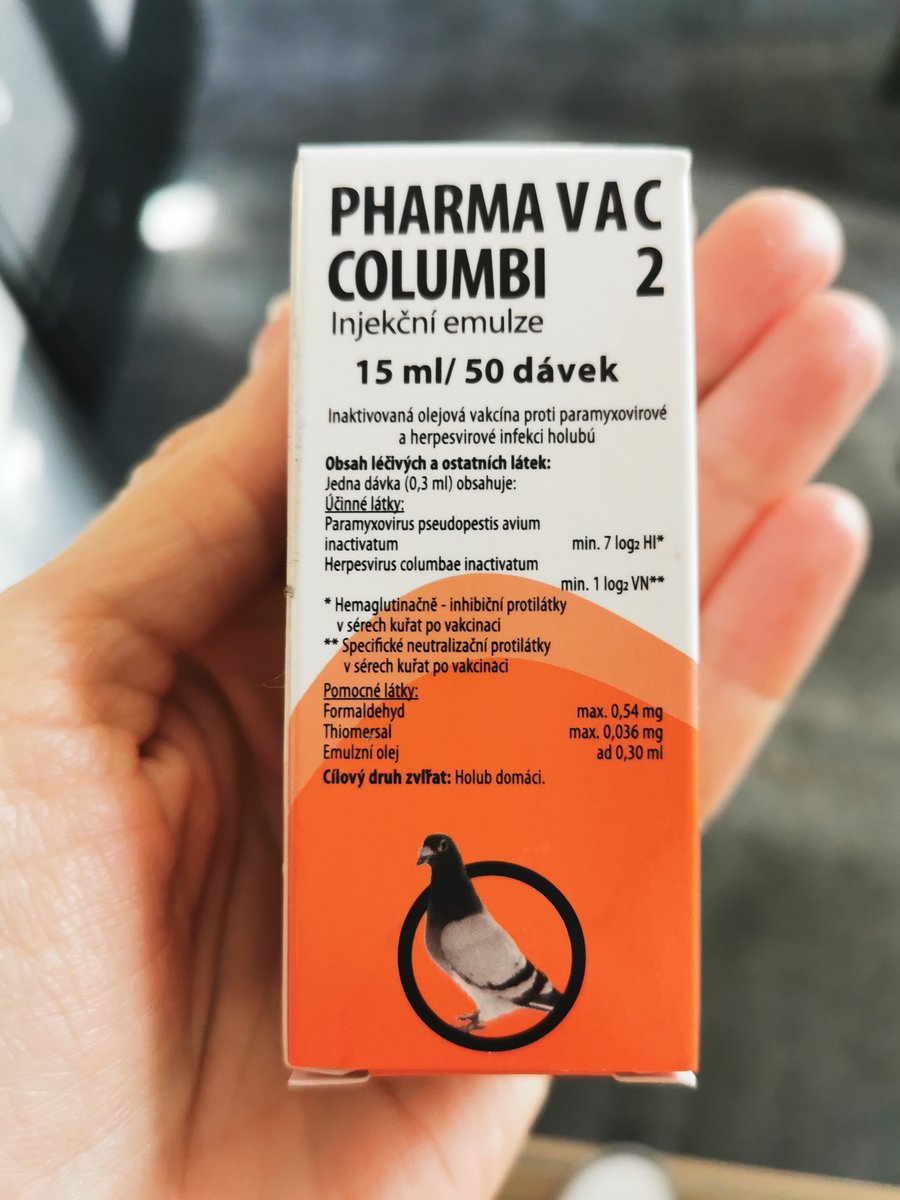 PHARMA VAC
COLUMBI 2
Injekční emulze
15 ml/ 50 dávek
Inaktivovaná olejová vakcína proti paramyxovirové
a herpesvirové infekci holubú
Obsah léčivých a ostatních látek:
Jedna dávka (0,3 ml) obsahuje:
Účinné látky:
Paramyxovirus pseudopestis avium
inactivatum min. 7 log₂ HI*
Herpesvirus columbae inactivatum
min. 1 log₂ VN**
* Hemaglutinačně - inhibiční protilátky
v sérech kuřat po vakcinaci
** Specifické neutralizační protilátky
v sérech kuřat po vakcinaci
Pomocné látky:
Formaldehyd max. 0,54 mg
Thiomersal max. 0,036 mg
Emulzní olej ad 0,30 ml
Cílový druh zvířat: Holub domáci.